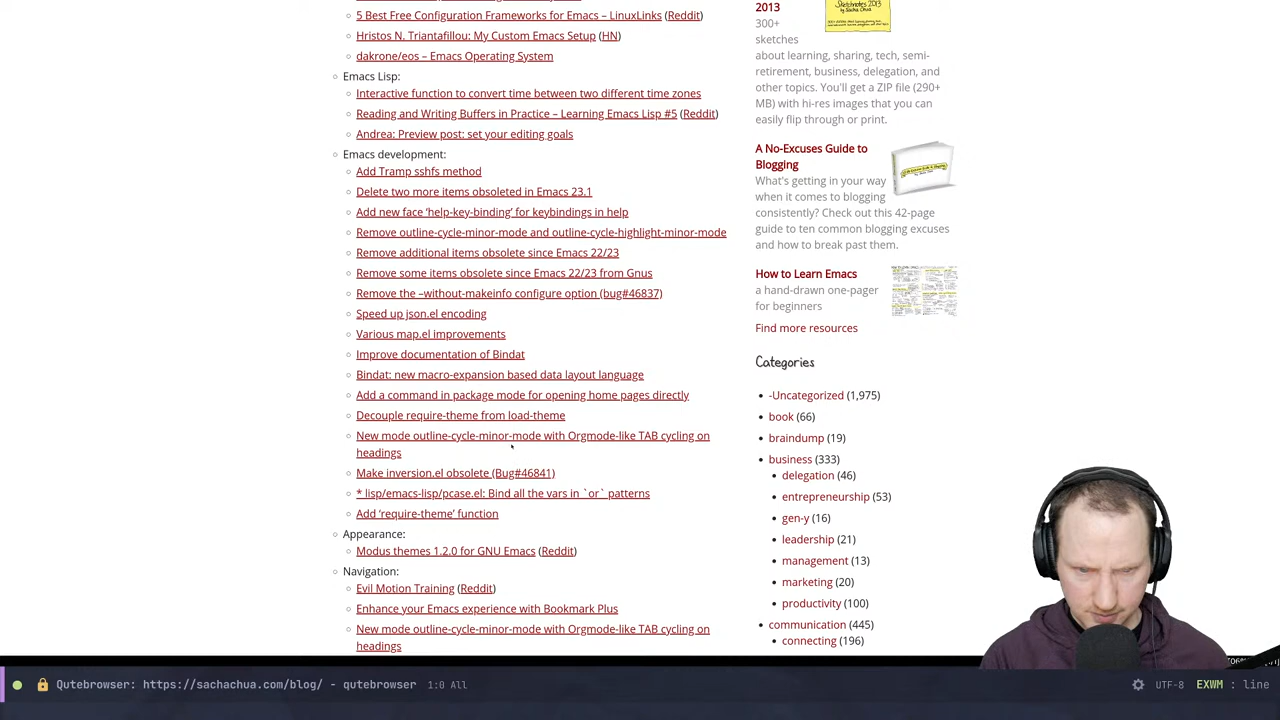 5 Best Free Configuration Frameworks for Emacs – LinuxLinks (Reddit)
Hristos N. Triantafillou: My Custom Emacs Setup (HN)
dakrone/eos – Emacs Operating System
Emacs Lisp:
Interactive function to convert time between two different time zones
Reading and Writing Buffers in Practice – Learning Emacs Lisp #5 (Reddit)
Andrea: Preview post: set your editing goals
Emacs development:
Add Tramp sshfs method
Delete two more items obsoleted in Emacs 23.1
Add new face ‘help-key-binding’ for keybindings in help
Remove outline-cycle-minor-mode and outline-cycle-highlight-minor-mode
Remove additional items obsolete since Emacs 22/23
Remove some items obsolete since Emacs 22/23 from Gnus
Remove the –without-makeinfo configure option (bug#46837)
Speed up json.el encoding
Various map.el improvements
Improve documentation of Bindat
Bindat: new macro-expansion based data layout language
Add a command in package mode for opening home pages directly
Decouple require-theme from load-theme
New mode outline-cycle-minor-mode with Orgmode-like TAB cycling on
headings
Make inversion.el obsolete (Bug#46841)
* lisp/emacs-lisp/pcase.el: Bind all the vars in `or` patterns
Add ‘require-theme’ function
Appearance:
Modus themes 1.2.0 for GNU Emacs (Reddit)
Navigation:
Evil Motion Training (Reddit)
Enhance your Emacs experience with Bookmark Plus
New mode outline-cycle-minor-mode with Orgmode-like TAB cycling on
headings
2013
300+
sketches
about learning, sharing, tech, semi-
retirement, business, delegation, and
other topics. You'll get a ZIP file (290+
MB) with hi-res images that you can
easily flip through or print.
Sketchnotes 2013
by Sacha Chua
A No-Excuses Guide to
Blogging
What's getting in your way
when it comes to blogging
consistently? Check out this 42-page
guide to ten common blogging excuses
and how to break past them.
How to Learn Emacs
a hand-drawn one-pager
for beginners
Find more resources
Categories
-Uncategorized (1,975)
book (66)
braindump (19)
business (333)
delegation (46)
entrepreneurship (53)
gen-y (16)
leadership (21)
management (13)
marketing (20)
productivity (100)
communication (445)
connecting (196)
Qutebrowser: https://sachachua.com/blog/ - qutebrowser 1:0 All
UTF-8 EXWM : line